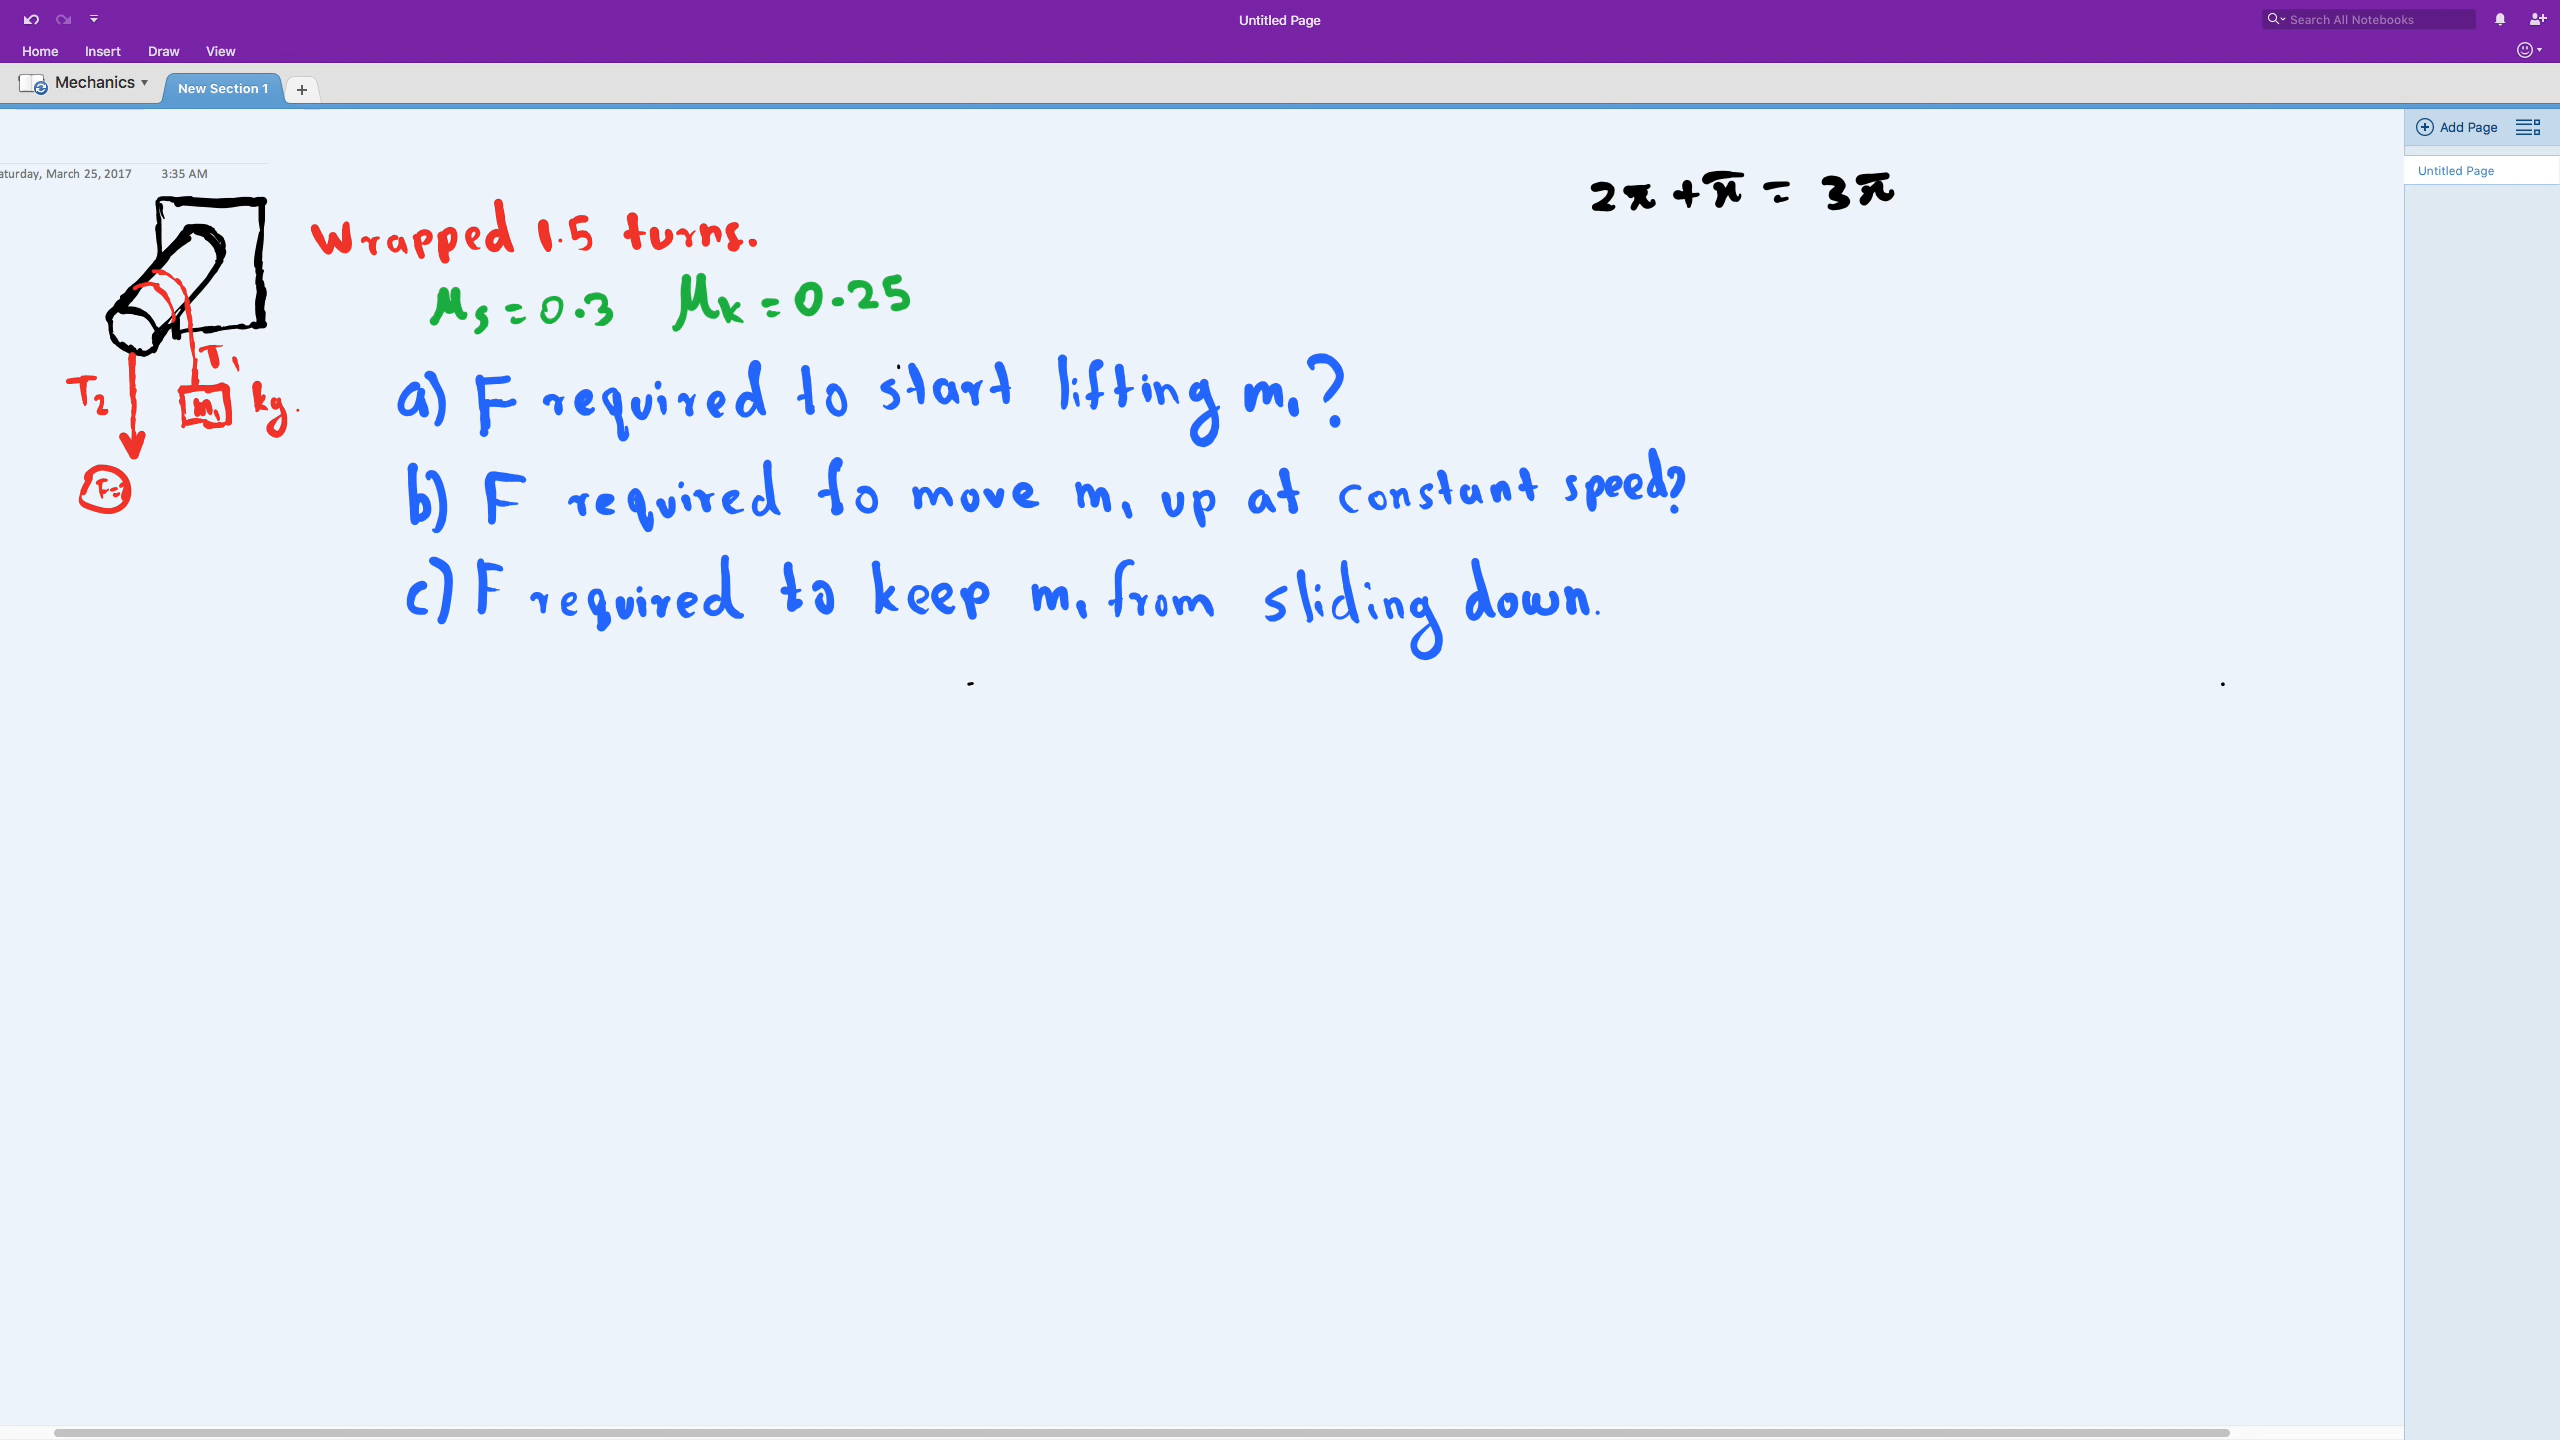 Untitled Page
Search All Notebooks
Home Insert Draw View
Mechanics New Section 1 +
Add Page
Untitled Page
aturday, March 25, 2017 3:35 AM
2π + π = 3π
Wrapped 1.5 turns.
μs = 0.3 μk = 0.25
T1
T2
m1 kg.
F=?
a) F required to start lifting m1?
b) F required to move m1 up at constant speed?
c) F required to keep m1 from sliding down.